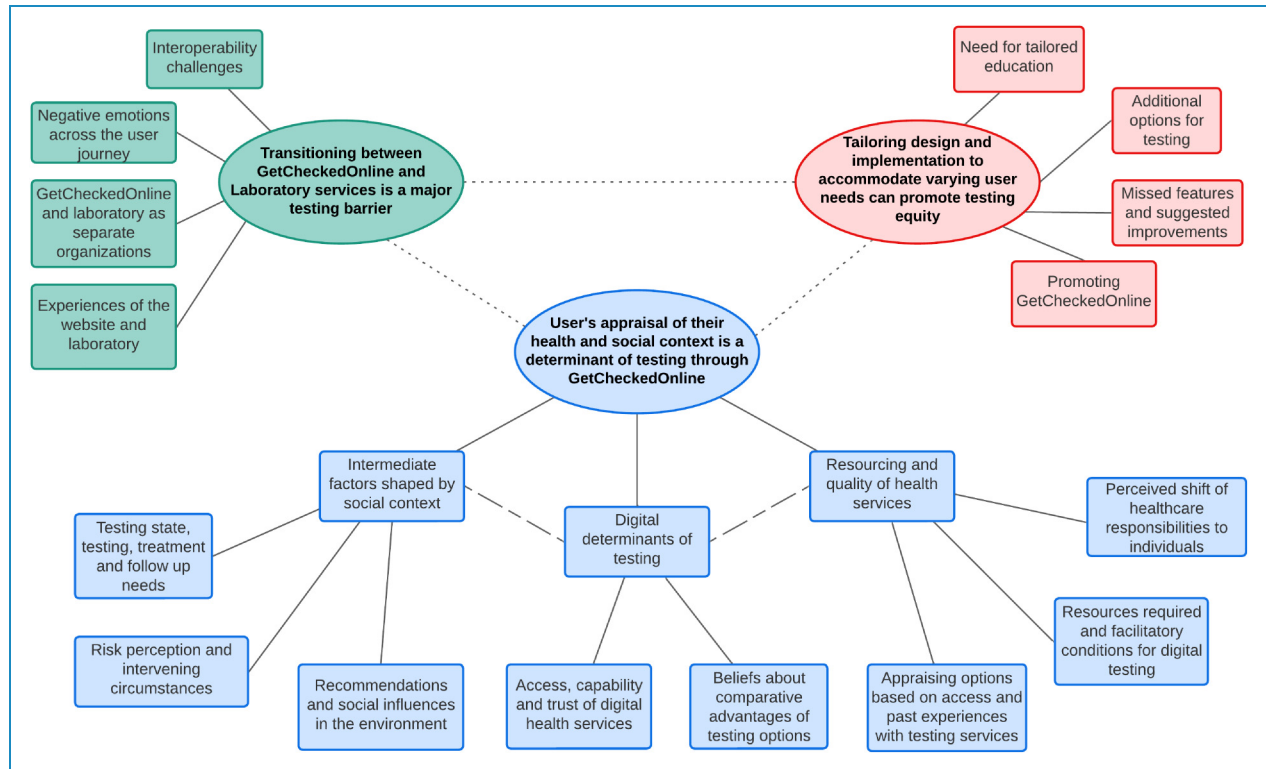 Interoperability
challenges
Negative emotions
across the user
journey
GetCheckedOnline
and laboratory as
separate
organizations
Experiences of the
website and
laboratory
Transitioning between
GetCheckedOnline and
Laboratory services is a major
testing barrier
Need for tailored
education
Additional
options for
testing
Missed features
and suggested
improvements
Promoting
GetCheckedOnline
Tailoring design and
implementation to
accommodate varying user
needs can promote testing
equity
User's appraisal of their
health and social context is a
determinant of testing through
GetCheckedOnline
Intermediate
factors shaped by
social context
Digital
determinants of
testing
Resourcing and
quality of health
services
Testing state,
testing, treatment
and follow up
needs
Risk perception and
intervening
circumstances
Recommendations
and social influences
in the environment
Access, capability
and trust of digital
health services
Beliefs about
comparative
advantages of
testing options
Appraising options
based on access and
past experiences
with testing services
Resources required
and facilitatory
conditions for digital
testing
Perceived shift of
healthcare
responsibilities to
individuals